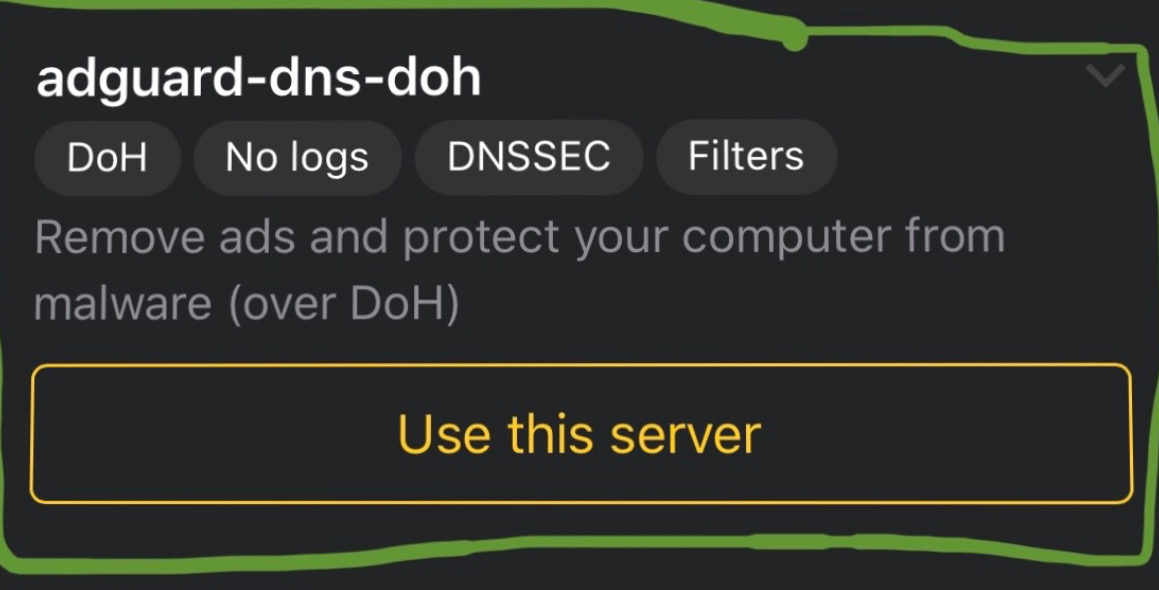 adguard-dns-doh
DoH No logs DNSSEC Filters
Remove ads and protect your computer from
malware (over DoH)
Use this server